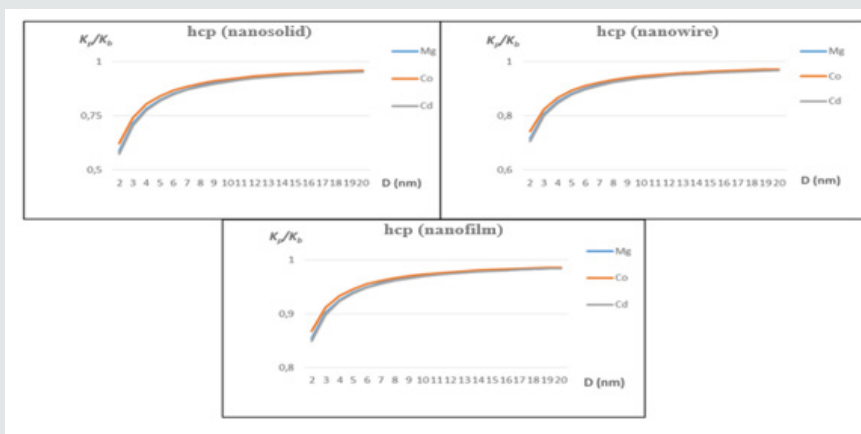 hcp (nanosolid)
Kp/Kb
Mg
Co
Cd
1
0,75
0,5
2 3 4 5 6 7 8 9 10 11 12 13 14 15 16 17 18 19 20
D (nm)
hcp (nanowire)
Kp/Kb
Mg
Co
Cd
1
0,8
0,6
2 3 4 5 6 7 8 9 10 11 12 13 14 15 16 17 18 19 20
D (nm)
hcp (nanofilm)
Kp/Kb
Mg
Co
Cd
1
0,9
0,8
2 3 4 5 6 7 8 9 10 11 12 13 14 15 16 17 18 19 20
D (nm)